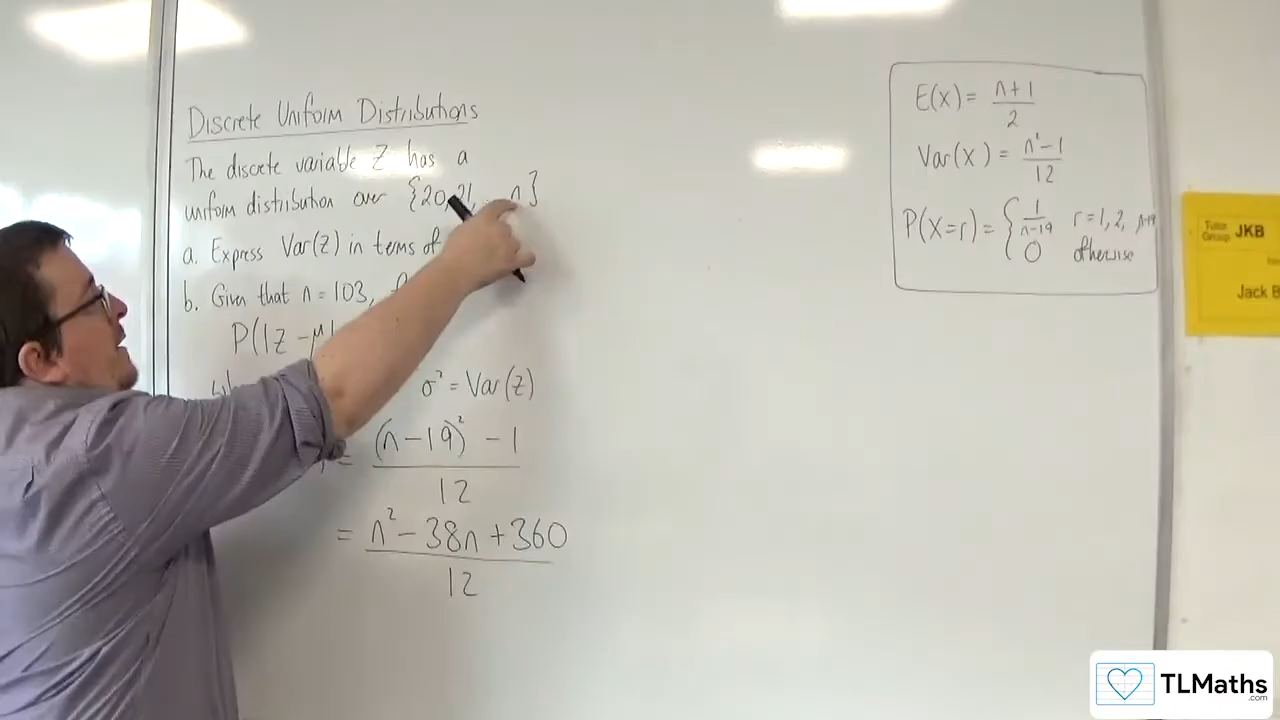 Discrete Uniform Distributions
The discrete variable Z has a
uniform distribution over {20, 21, … n}
a. Express Var(Z) in terms of
b. Given that n = 103,
P(|Z − μ|
σ² = Var(Z)
= (n − 19)² − 1
12
= n² − 38n + 360
12
E(X) = n+1
2
Var(X) = n²−1
12
P(X=r) = { 1/n−19 r = 1, 2, n−19
0 otherwise
Tutor
Group JKB
Jack B
TLMaths
.com